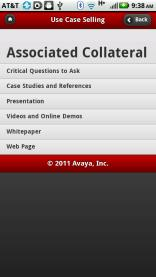 AT&T H+ 9:38 AM
Use Case Selling
Back
Associated Collateral
Critical Questions to Ask
Case Studies and References
Presentation
Videos and Online Demos
Whitepaper
Web Page
© 2011 Avaya, Inc.